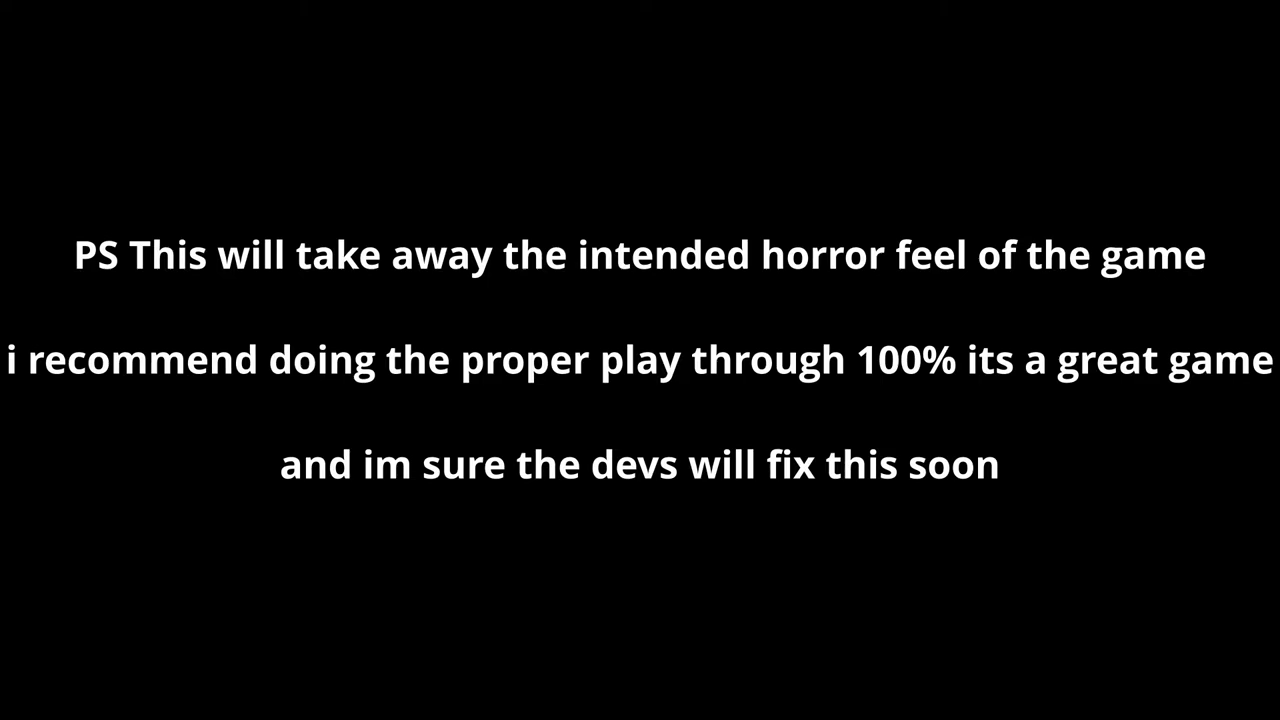 PS This will take away the intended horror feel of the game
i recommend doing the proper play through 100% its a great game
and im sure the devs will fix this soon